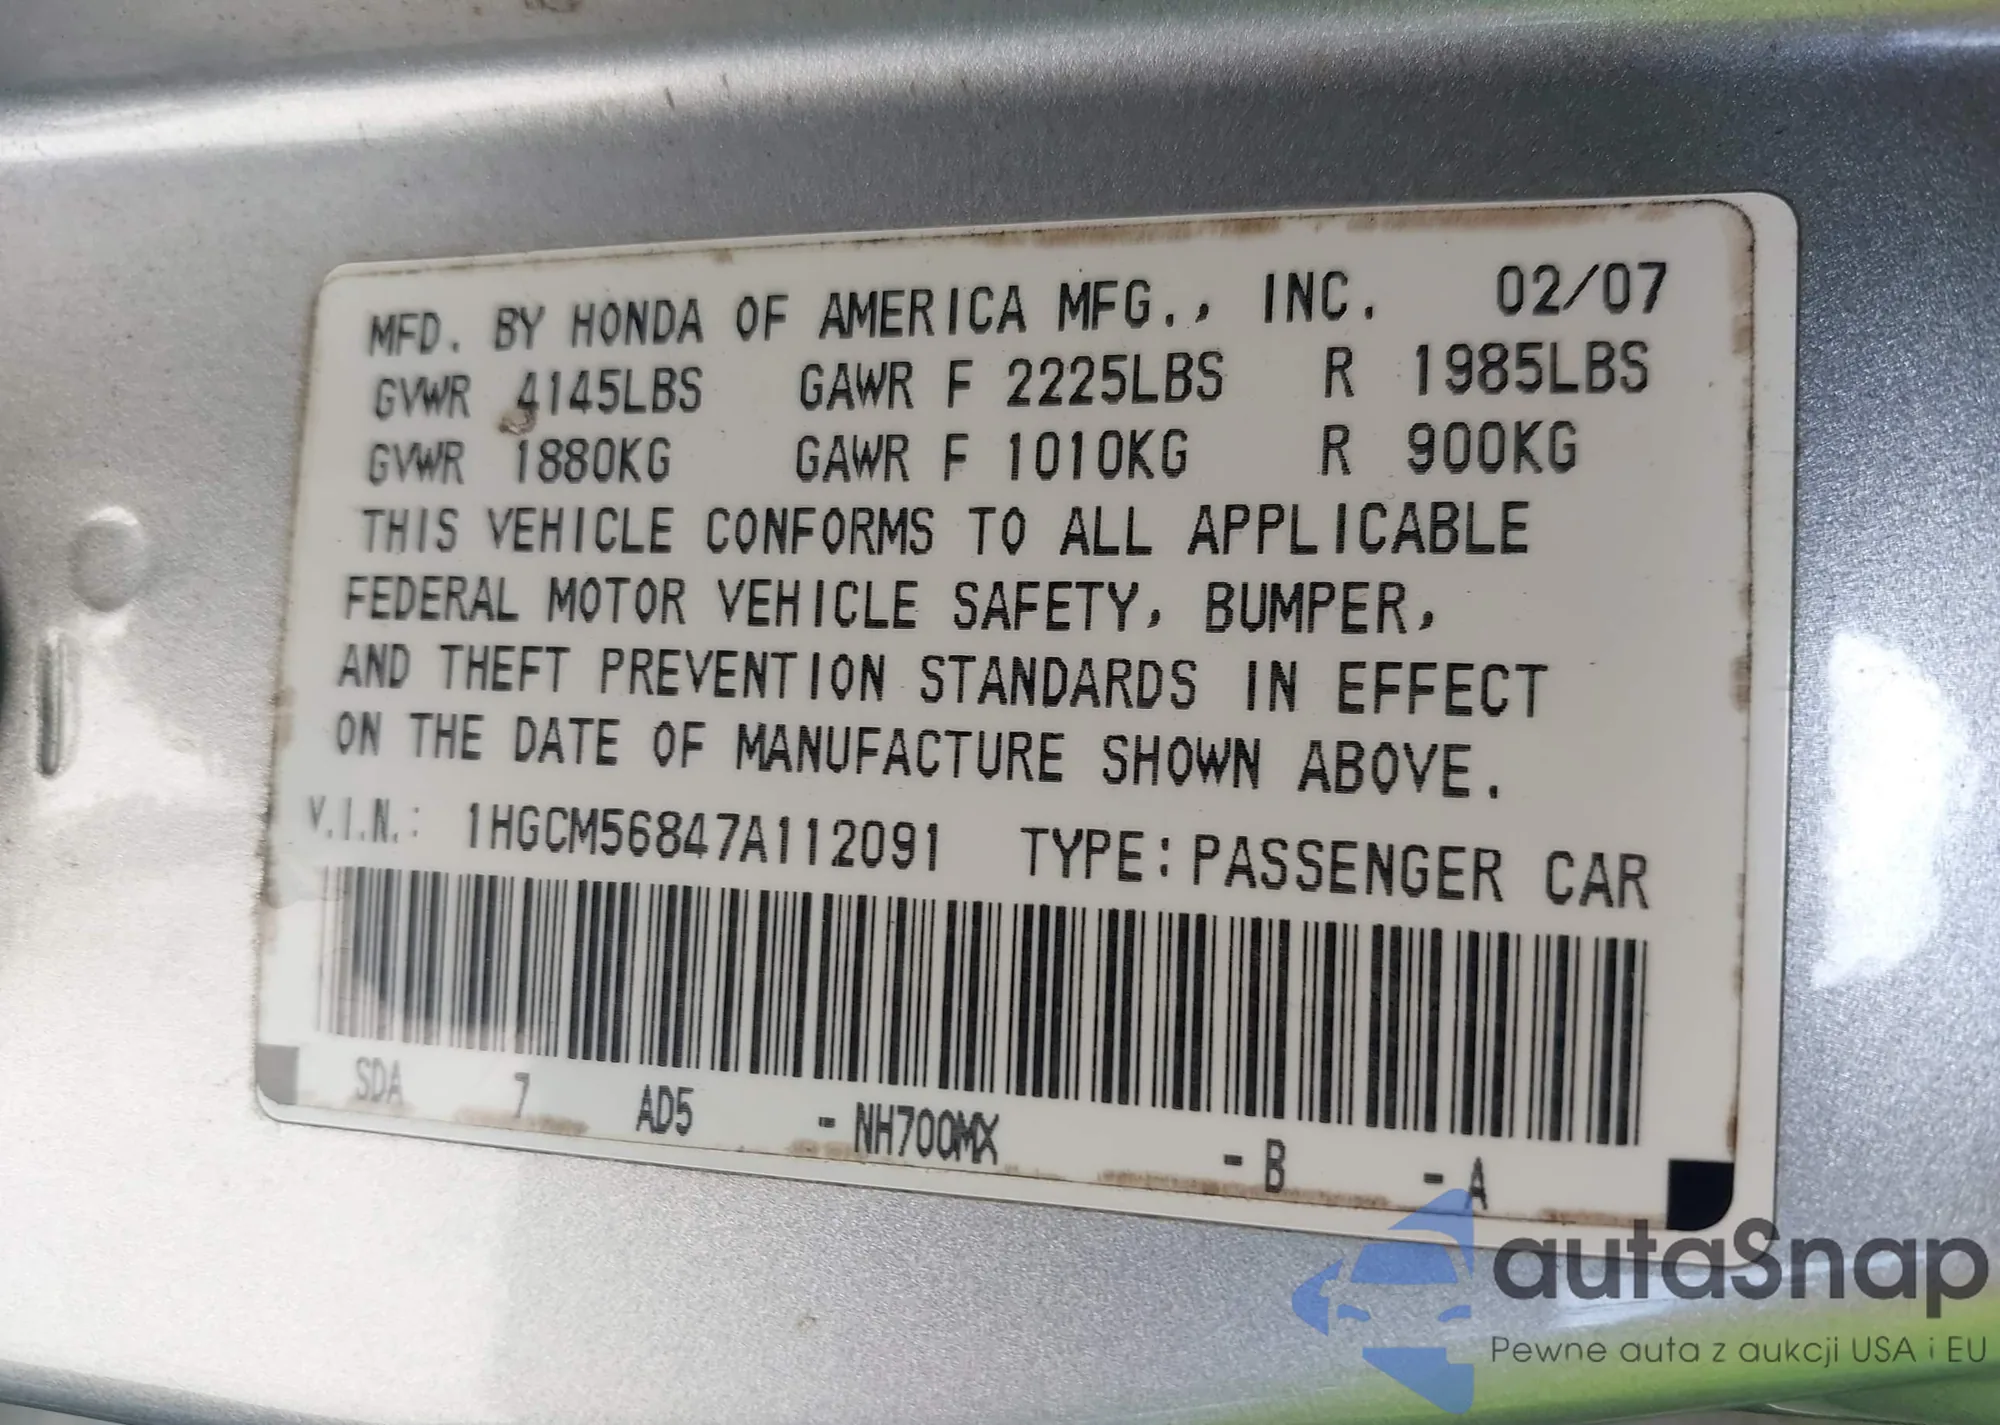 MFD. BY HONDA OF AMERICA MFG., INC. 02/07
GVWR 4145LBS GAWR F 2225LBS R 1985LBS
GVWR 1880KG GAWR F 1010KG R 900KG
THIS VEHICLE CONFORMS TO ALL APPLICABLE
FEDERAL MOTOR VEHICLE SAFETY, BUMPER,
AND THEFT PREVENTION STANDARDS IN EFFECT
ON THE DATE OF MANUFACTURE SHOWN ABOVE.
V.I.N.: 1HGCM56847A112091 TYPE: PASSENGER CAR
SDA 7 AD5 - NH700MX - B - A
autaSnap
Pewne auta z aukcji USA i EU